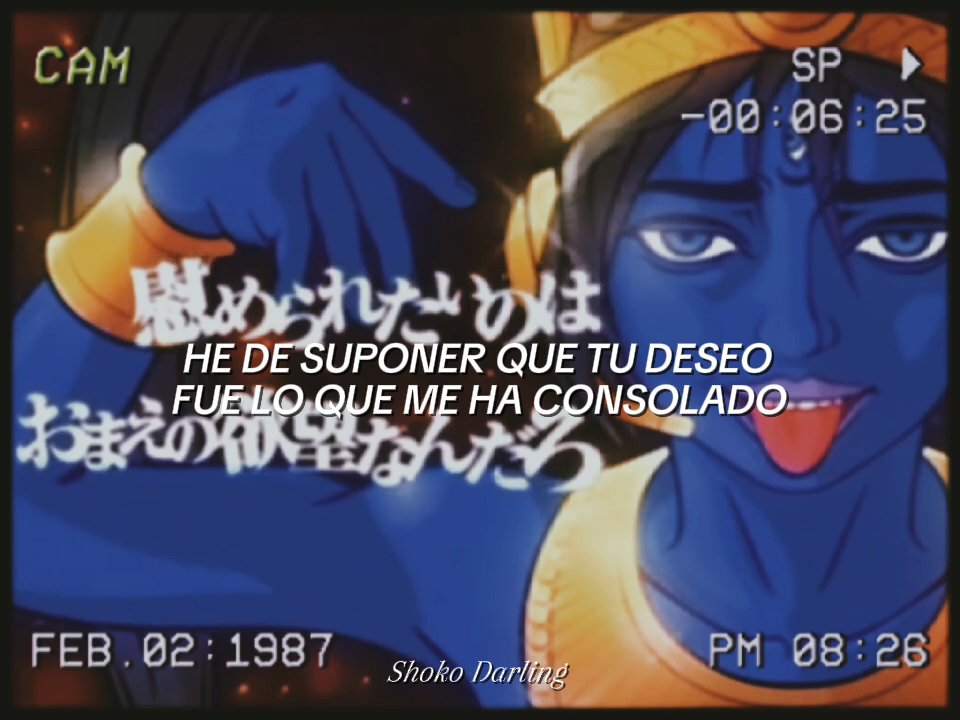 CAM
SP
-00:06:25
慰められたいのは
HE DE SUPONER QUE TU DESEO
FUE LO QUE ME HA CONSOLADO
おまえの欲望なんだろ
FEB.02:1987
PM 08:26
Shoko Darling